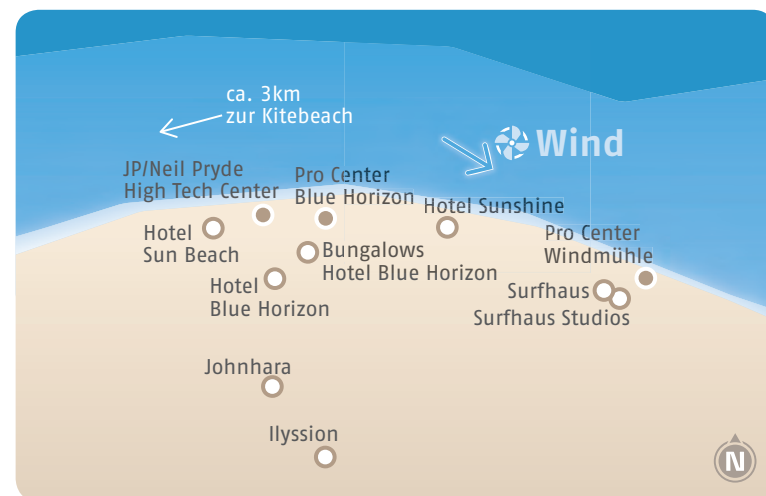 ca. 3km
zur Kitebeach
Wind
JP/Neil Pryde
High Tech Center
Pro Center
Blue Horizon
Hotel Sunshine
Hotel
Sun Beach
Pro Center
Windmühle
Bungalows
Hotel Blue Horizon
Hotel
Blue Horizon
Surfhaus
Surfhaus Studios
Johnhara
Ilyssion
N